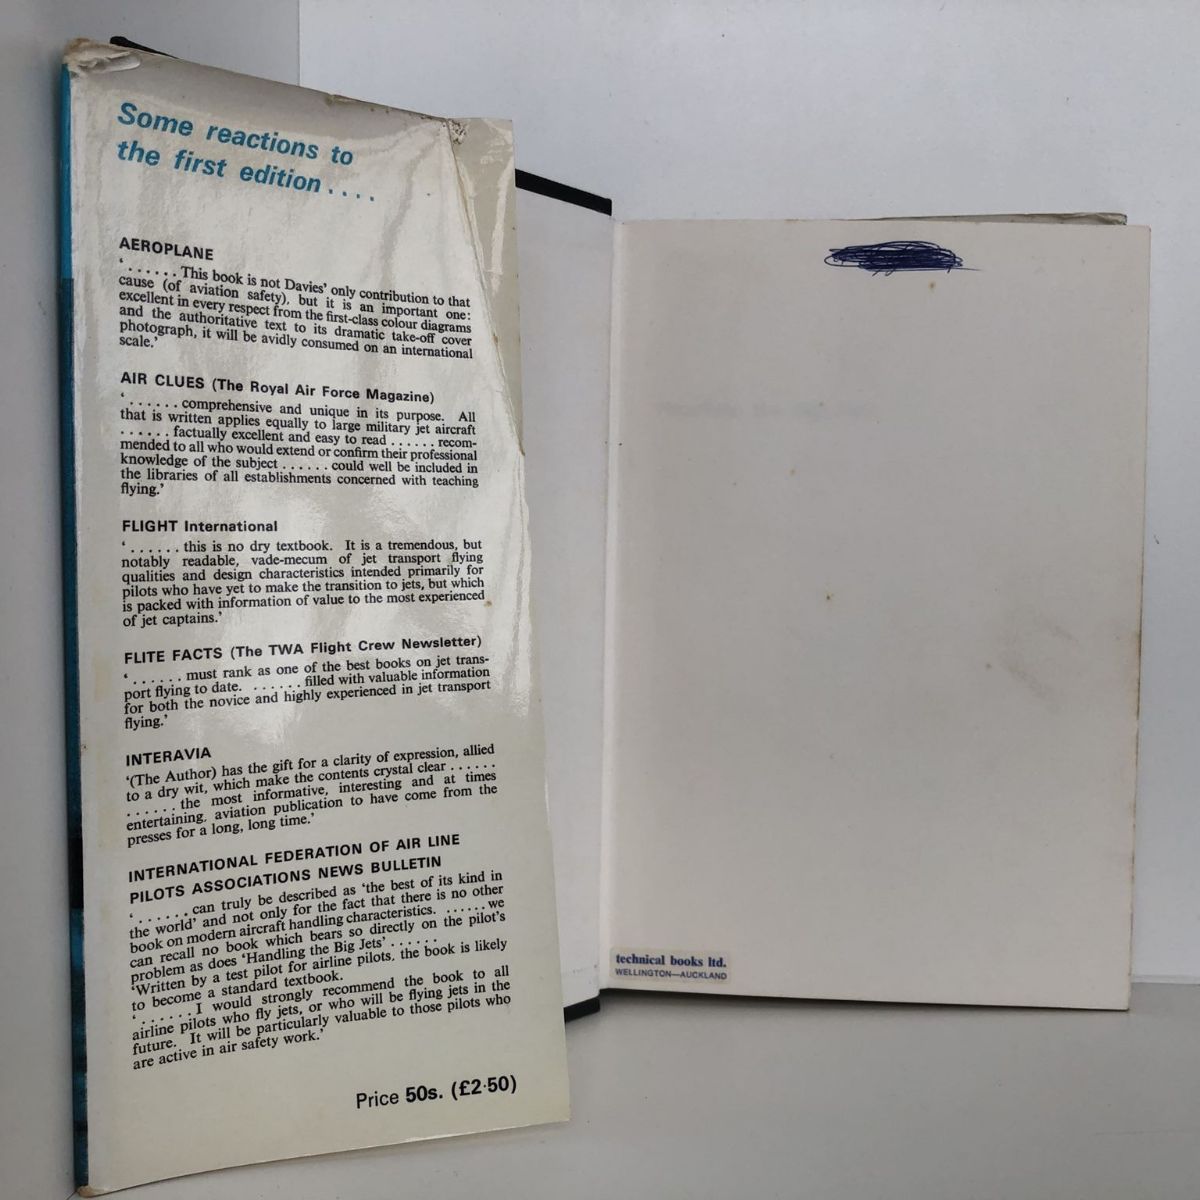 Some reactions to
the first edition . . . .
AEROPLANE
‘ . . . . . . This book is not Davies’ only contribution to that
cause (of aviation safety), but it is an important one:
excellent in every respect from the first-class colour diagrams
and the authoritative text to its dramatic take-off cover
photograph, it will be avidly consumed on an international
scale.’
AIR CLUES (The Royal Air Force Magazine)
‘ . . . . . . comprehensive and unique in its purpose. All
that is written applies equally to large military jet aircraft
. . . . . . factually excellent and easy to read . . . . . . recom-
mended to all who would extend or confirm their professional
knowledge of the subject . . . . . . could well be included in
the libraries of all establishments concerned with teaching
flying.’
FLIGHT International
‘ . . . . . . this is no dry textbook. It is a tremendous, but
notably readable, vade-mecum of jet transport flying
qualities and design characteristics intended primarily for
pilots who have yet to make the transition to jets, but which
is packed with information of value to the most experienced
of jet captains.’
FLITE FACTS (The TWA Flight Crew Newsletter)
‘ . . . . . . must rank as one of the best books on jet trans-
port flying to date. . . . . . . filled with valuable information
for both the novice and highly experienced in jet transport
flying.’
INTERAVIA
‘(The Author) has the gift for a clarity of expression, allied
to a dry wit, which make the contents crystal clear . . . . . .
. . . . . . the most informative, interesting and at times
entertaining. aviation publication to have come from the
presses for a long, long time.’
INTERNATIONAL FEDERATION OF AIR LINE
PILOTS ASSOCIATIONS NEWS BULLETIN
‘ . . . . . . can truly be described as ‘the best of its kind in
the world’ and not only for the fact that there is no other
book on modern aircraft handling characteristics. . . . . . . we
can recall no book which bears so directly on the pilot’s
problem as does ‘Handling the Big Jets’ . . . . . .
‘Written by a test pilot for airline pilots, the book is likely
to become a standard textbook.
‘ . . . . . . I would strongly recommend the book to all
airline pilots who fly jets, or who will be flying jets in the
future. It will be particularly valuable to those pilots who
are active in air safety work.’
Price 50s. (£2·50)
technical books ltd.
WELLINGTON—AUCKLAND